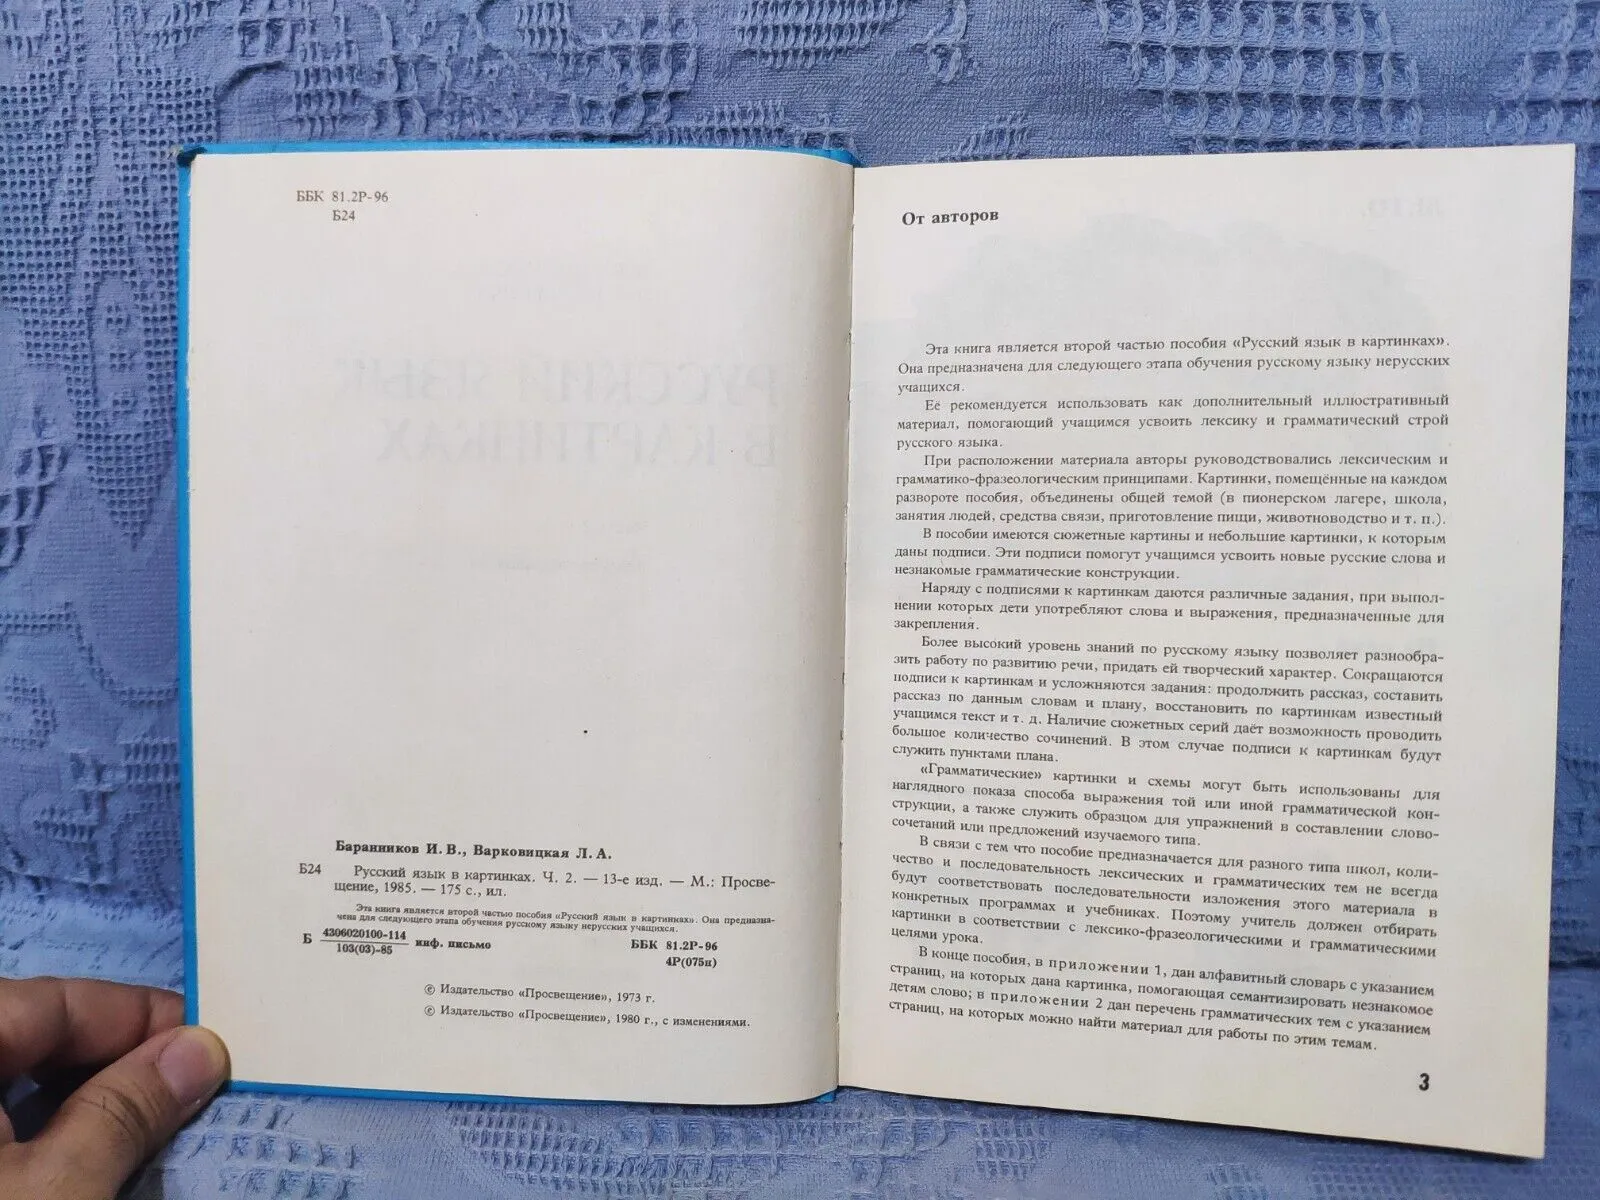 ББК 81.2Р-96
Б24
Баранников И. В., Варковицкая Л. А.
Б24 Русский язык в картинках. Ч. 2. — 13-е изд. — М.: Просве-
щение, 1985. — 175 с., ил.
Эта книга является второй частью пособия «Русский язык в картинках». Она предназна-
чена для следующего этапа обучения русскому языку нерусских учащихся.
Б 4306020100-114 инф. письмо ББК 81.2Р-96
103(03)-85 4Р(075н)
© Издательство «Просвещение», 1973 г.
© Издательство «Просвещение», 1980 г., с изменениями.
От авторов
Эта книга является второй частью пособия «Русский язык в картинках».
Она предназначена для следующего этапа обучения русскому языку нерусских
учащихся.
Её рекомендуется использовать как дополнительный иллюстративный
материал, помогающий учащимся усвоить лексику и грамматический строй
русского языка.
При расположении материала авторы руководствовались лексическим и
грамматико-фразеологическим принципами. Картинки, помещённые на каждом
развороте пособия, объединены общей темой (в пионерском лагере, школа,
занятия людей, средства связи, приготовление пищи, животноводство и т. п.).
В пособии имеются сюжетные картины и небольшие картинки, к которым
даны подписи. Эти подписи помогут учащимся усвоить новые русские слова и
незнакомые грамматические конструкции.
Наряду с подписями к картинкам даются различные задания, при выпол-
нении которых дети употребляют слова и выражения, предназначенные для
закрепления.
Более высокий уровень знаний по русскому языку позволяет разнообра-
зить работу по развитию речи, придать ей творческий характер. Сокращаются
подписи к картинкам и усложняются задания: продолжить рассказ, составить
рассказ по данным словам и плану, восстановить по картинкам известный
учащимся текст и т. д. Наличие сюжетных серий даёт возможность проводить
большое количество сочинений. В этом случае подписи к картинкам будут
служить пунктами плана.
«Грамматические» картинки и схемы могут быть использованы для
наглядного показа способа выражения той или иной грамматической кон-
струкции, а также служить образцом для упражнений в составлении слово-
сочетаний или предложений изучаемого типа.
В связи с тем что пособие предназначается для разного типа школ, коли-
чество и последовательность лексических и грамматических тем не всегда
будут соответствовать последовательности изложения этого материала в
конкретных программах и учебниках. Поэтому учитель должен отбирать
картинки в соответствии с лексико-фразеологическими и грамматическими
целями урока.
В конце пособия, в приложении 1, дан алфавитный словарь с указанием
страниц, на которых дана картинка, помогающая семантизировать незнакомое
детям слово; в приложении 2 дан перечень грамматических тем с указанием
страниц, на которых можно найти материал для работы по этим темам.
3